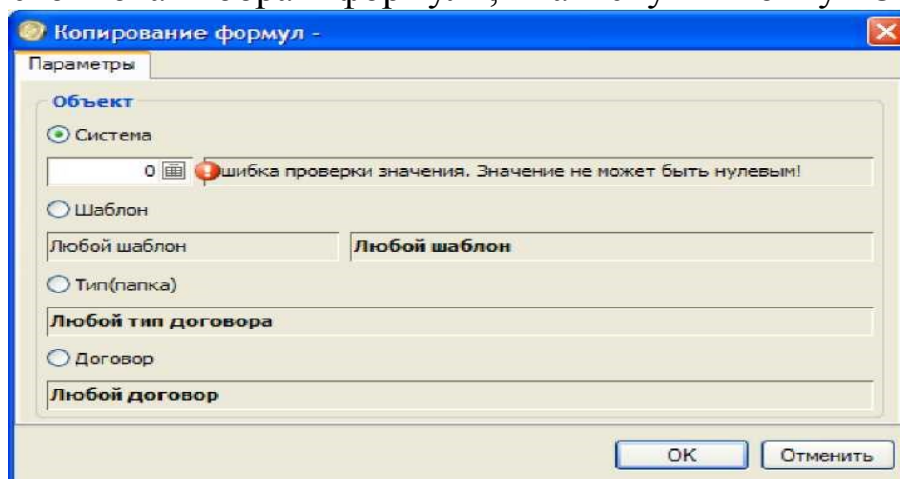 Копирование формул -
Параметры
Объект
Система
0 шибка проверки значения. Значение не может быть нулевым!
Шаблон
Любой шаблон Любой шаблон
Тип(папка)
Любой тип договора
Договор
Любой договор
ОК Отменить